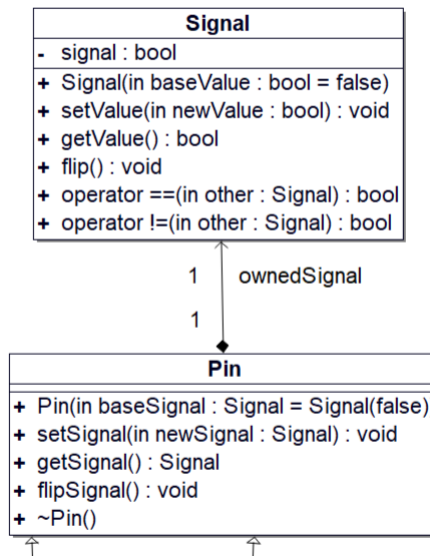 Signal
- signal : bool
+ Signal(in baseValue : bool = false)
+ setValue(in newValue : bool) : void
+ getValue() : bool
+ flip() : void
+ operator ==(in other : Signal) : bool
+ operator !=(in other : Signal) : bool
1 ownedSignal
1
Pin
+ Pin(in baseSignal : Signal = Signal(false)
+ setSignal(in newSignal : Signal) : void
+ getSignal() : Signal
+ flipSignal() : void
+ ~Pin()